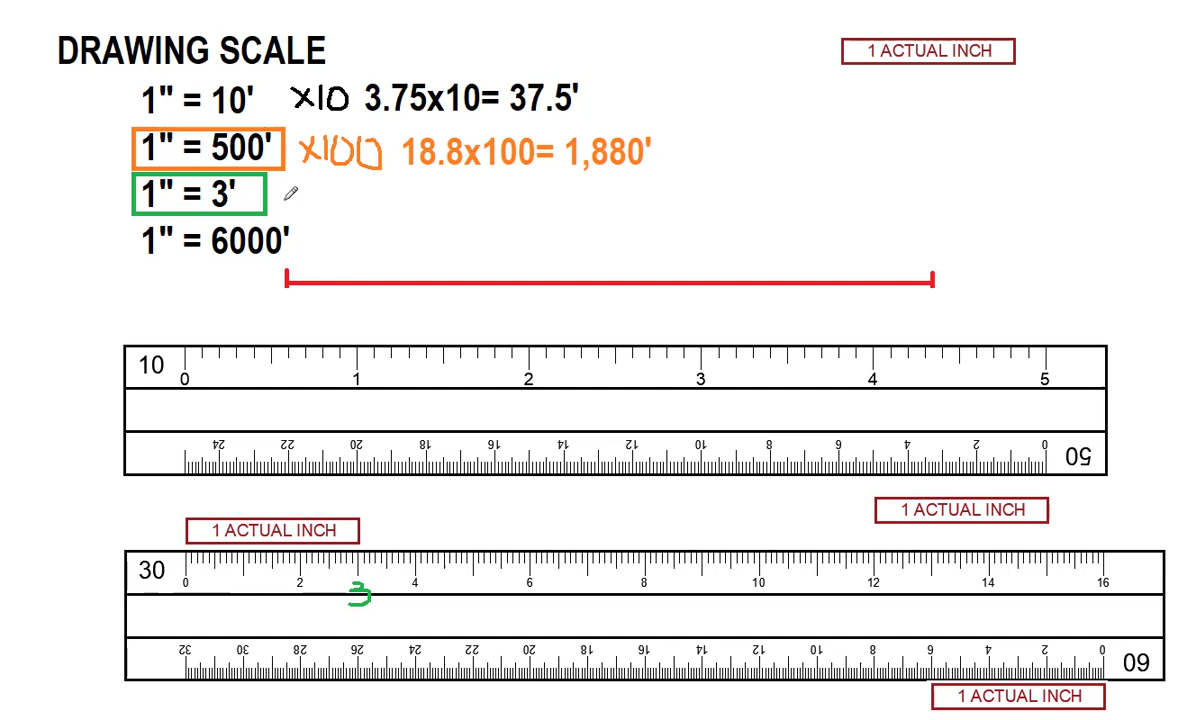 DRAWING SCALE
1 ACTUAL INCH
1" = 10' X10 3.75x10= 37.5'
1" = 500' X100 18.8x100= 1,880'
1" = 3'
1" = 6000'
10
0 1 2 3 4 5
24 22 20 18 16 14 12 10 8 6 4 2 0
50
1 ACTUAL INCH
1 ACTUAL INCH
30
0 2 4 6 8 10 12 14 16
3
32 30 28 26 24 22 20 18 16 14 12 10 8 6 4 2 0
60
1 ACTUAL INCH